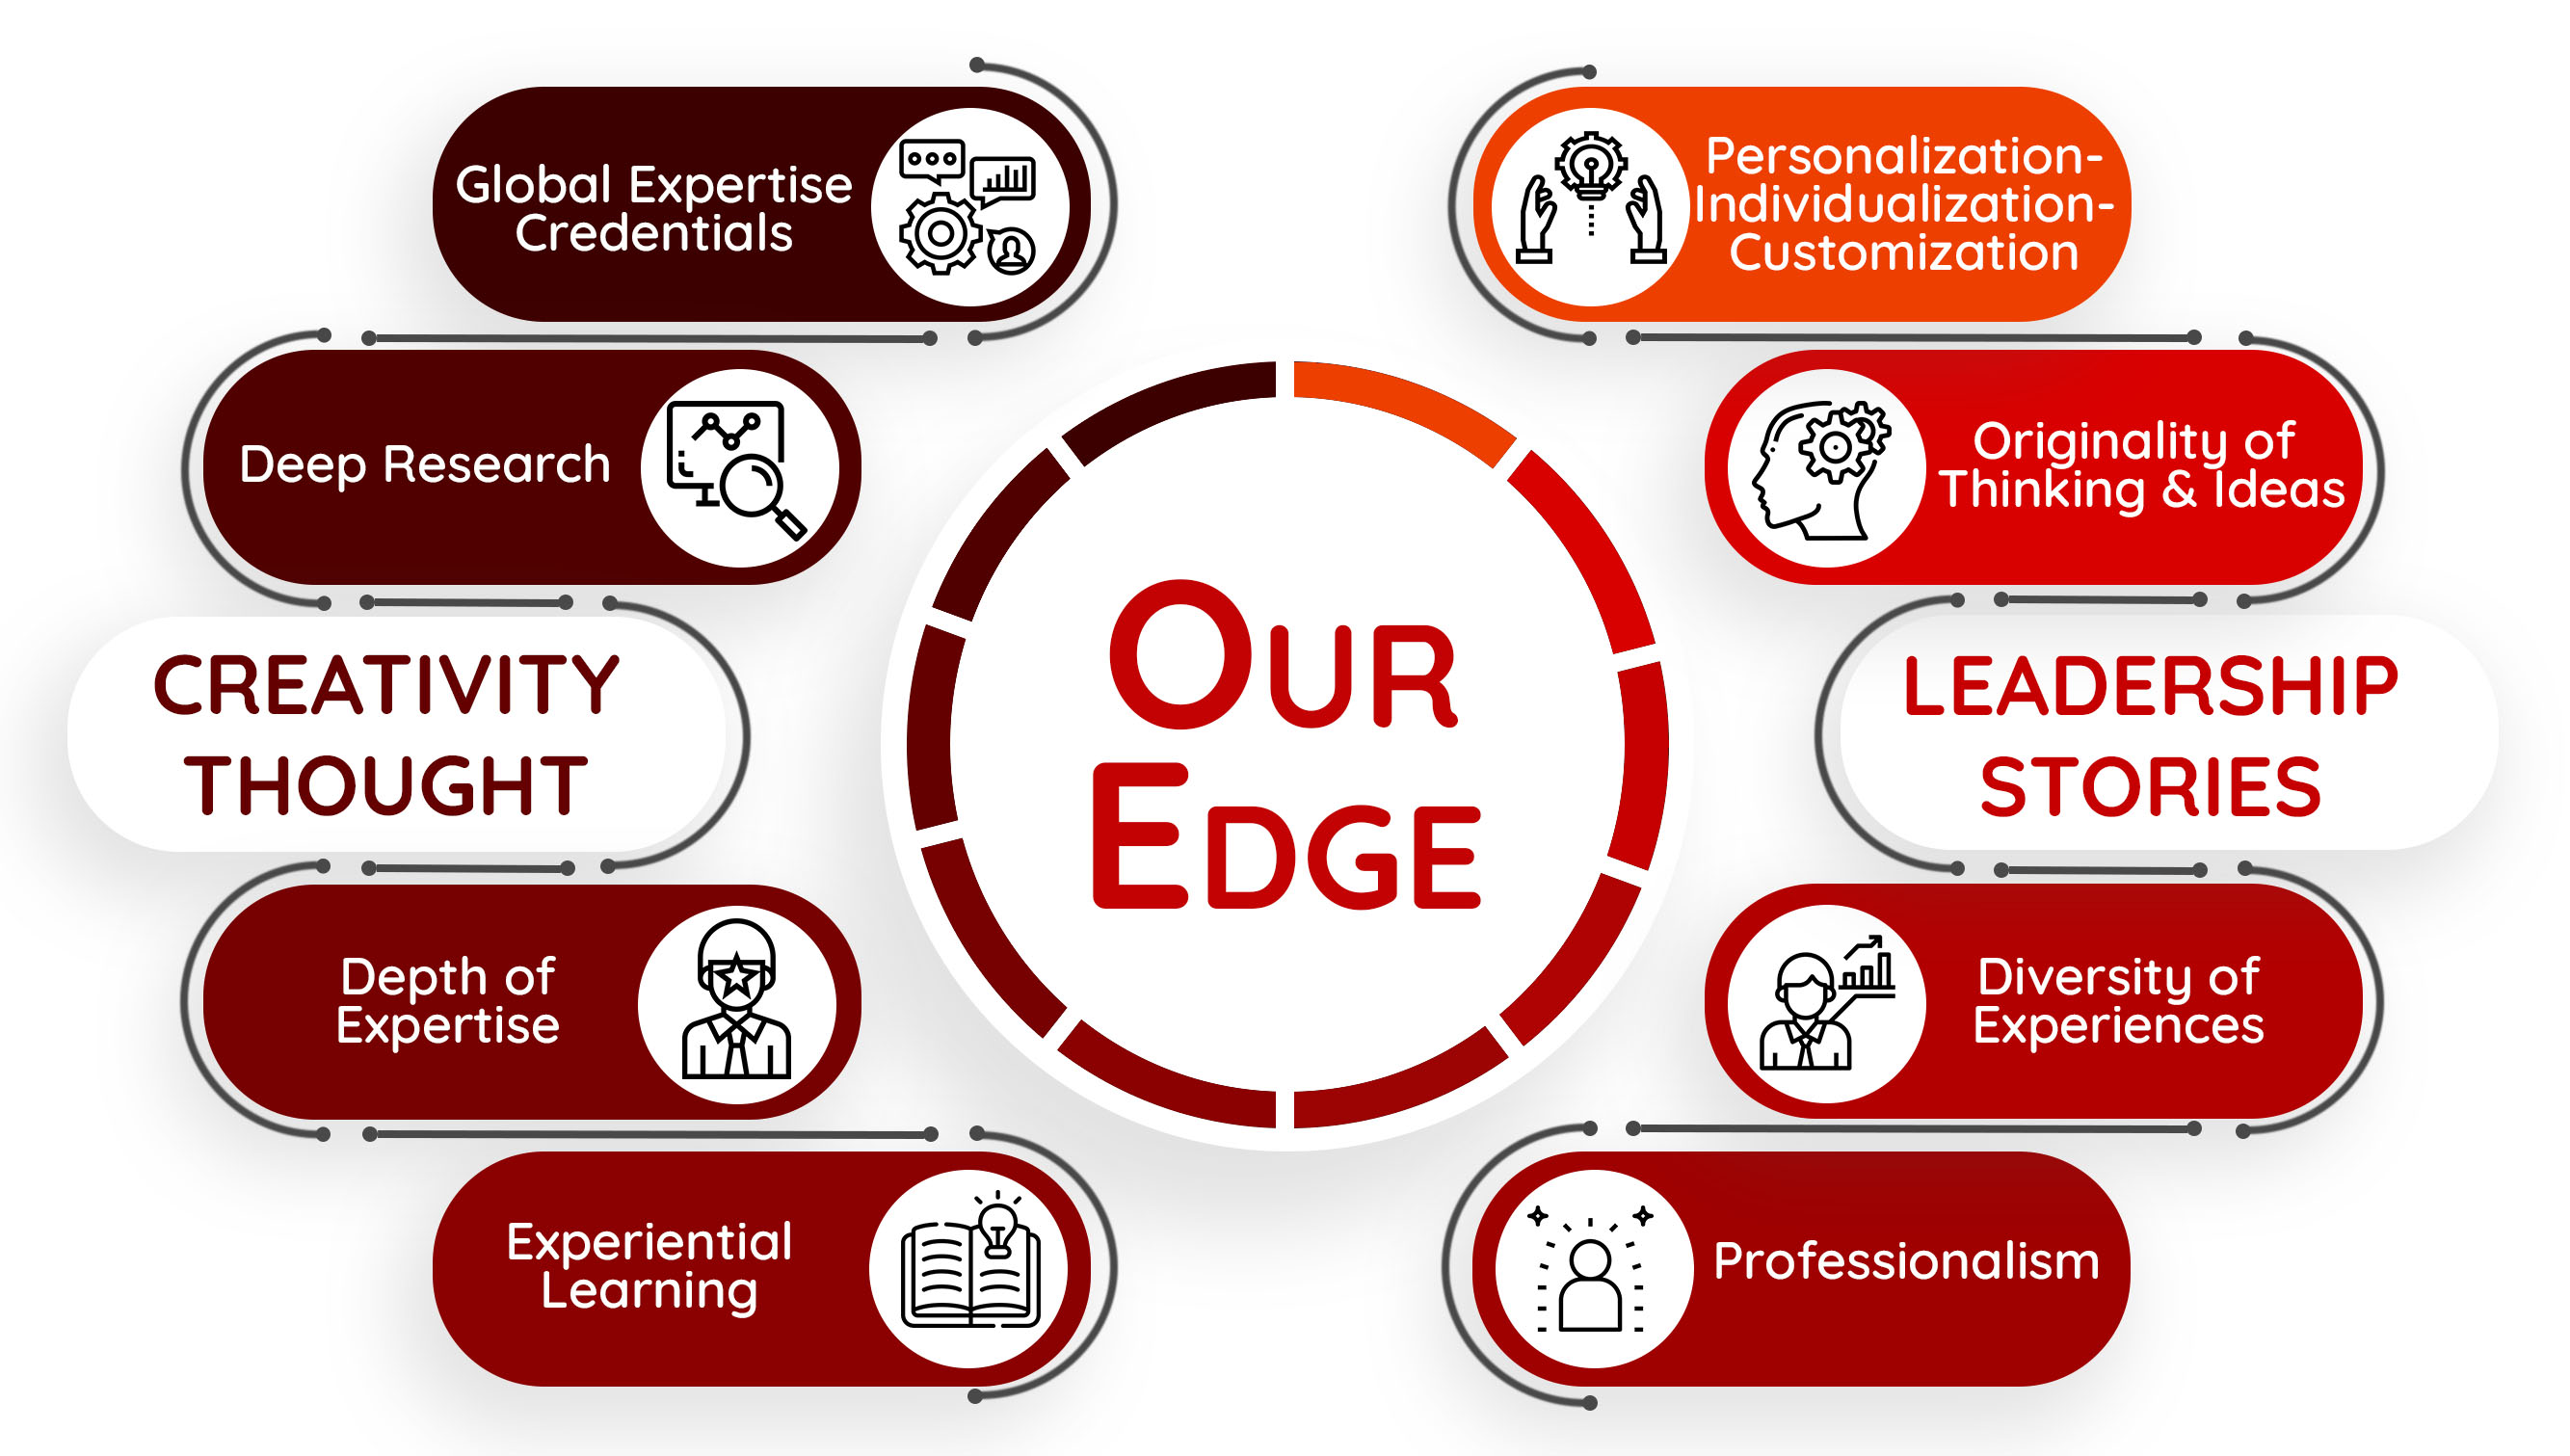 Global Expertise
Credentials
Deep Research
CREATIVITY
THOUGHT
Depth of
Expertise
Experiential
Learning
OUR
EDGE
Personalization-
Individualization-
Customization
Originality of
Thinking & Ideas
LEADERSHIP
STORIES
Diversity of
Experiences
Professionalism